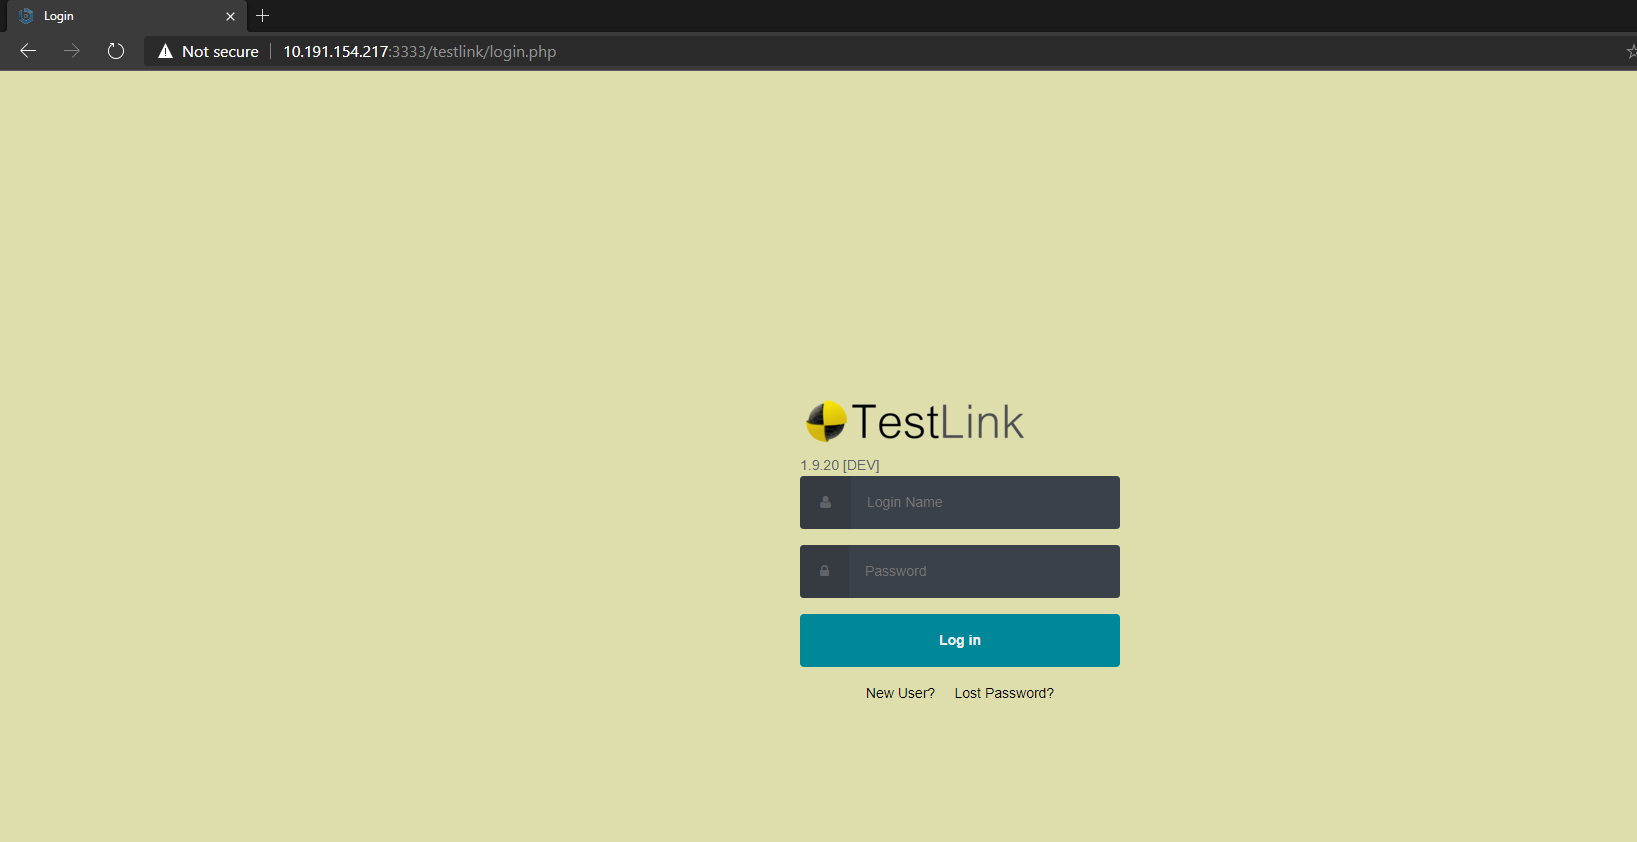 Login
Not secure 10.191.154.217:3333/testlink/login.php
TestLink
1.9.20 [DEV]
Login Name
Password
Log in
New User? Lost Password?